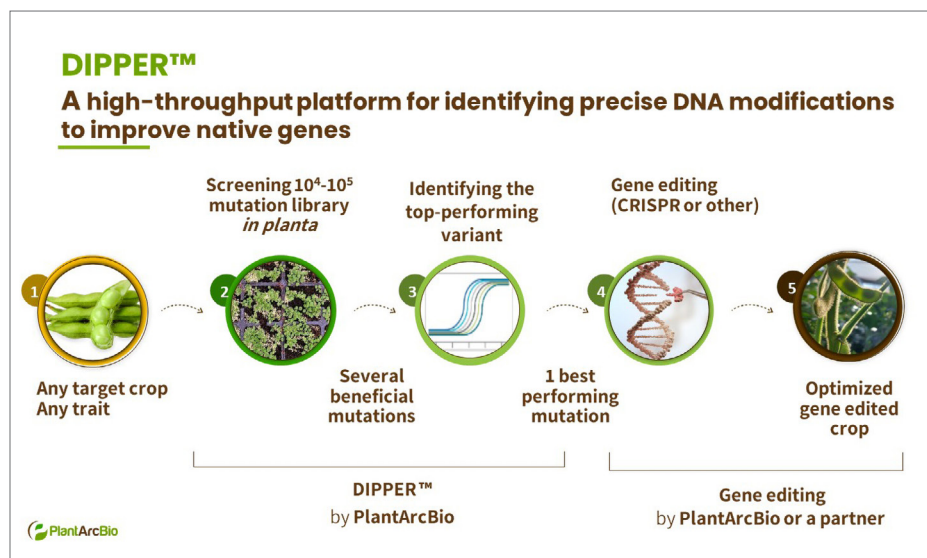 DIPPER™
A high-throughput platform for identifying precise DNA modifications
to improve native genes
Screening 10⁴-10⁵
mutation library
in planta
Identifying the
top-performing
variant
Gene editing
(CRISPR or other)
1
2
3
4
5
Any target crop
Any trait
Several
beneficial
mutations
1 best
performing
mutation
Optimized
gene edited
crop
DIPPER™
by PlantArcBio
Gene editing
by PlantArcBio or a partner
PlantArcBio